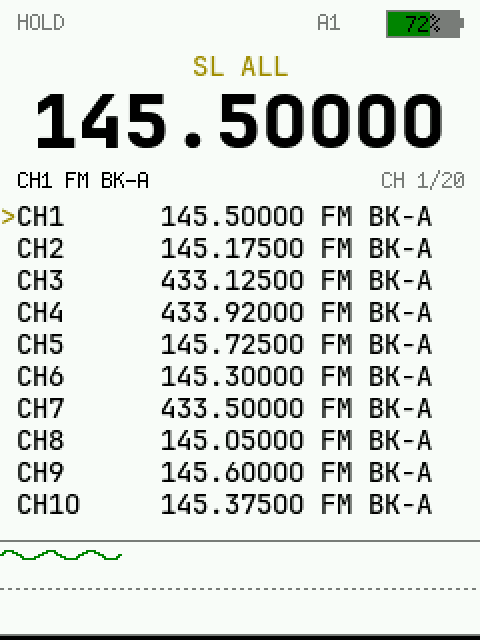 HOLD A1 72%
SL ALL
145.50000
CH1 FM BK-A CH 1/20
>CH1 145.50000 FM BK-A
CH2 145.17500 FM BK-A
CH3 433.12500 FM BK-A
CH4 433.92000 FM BK-A
CH5 145.72500 FM BK-A
CH6 145.30000 FM BK-A
CH7 433.50000 FM BK-A
CH8 145.05000 FM BK-A
CH9 145.60000 FM BK-A
CH10 145.37500 FM BK-A